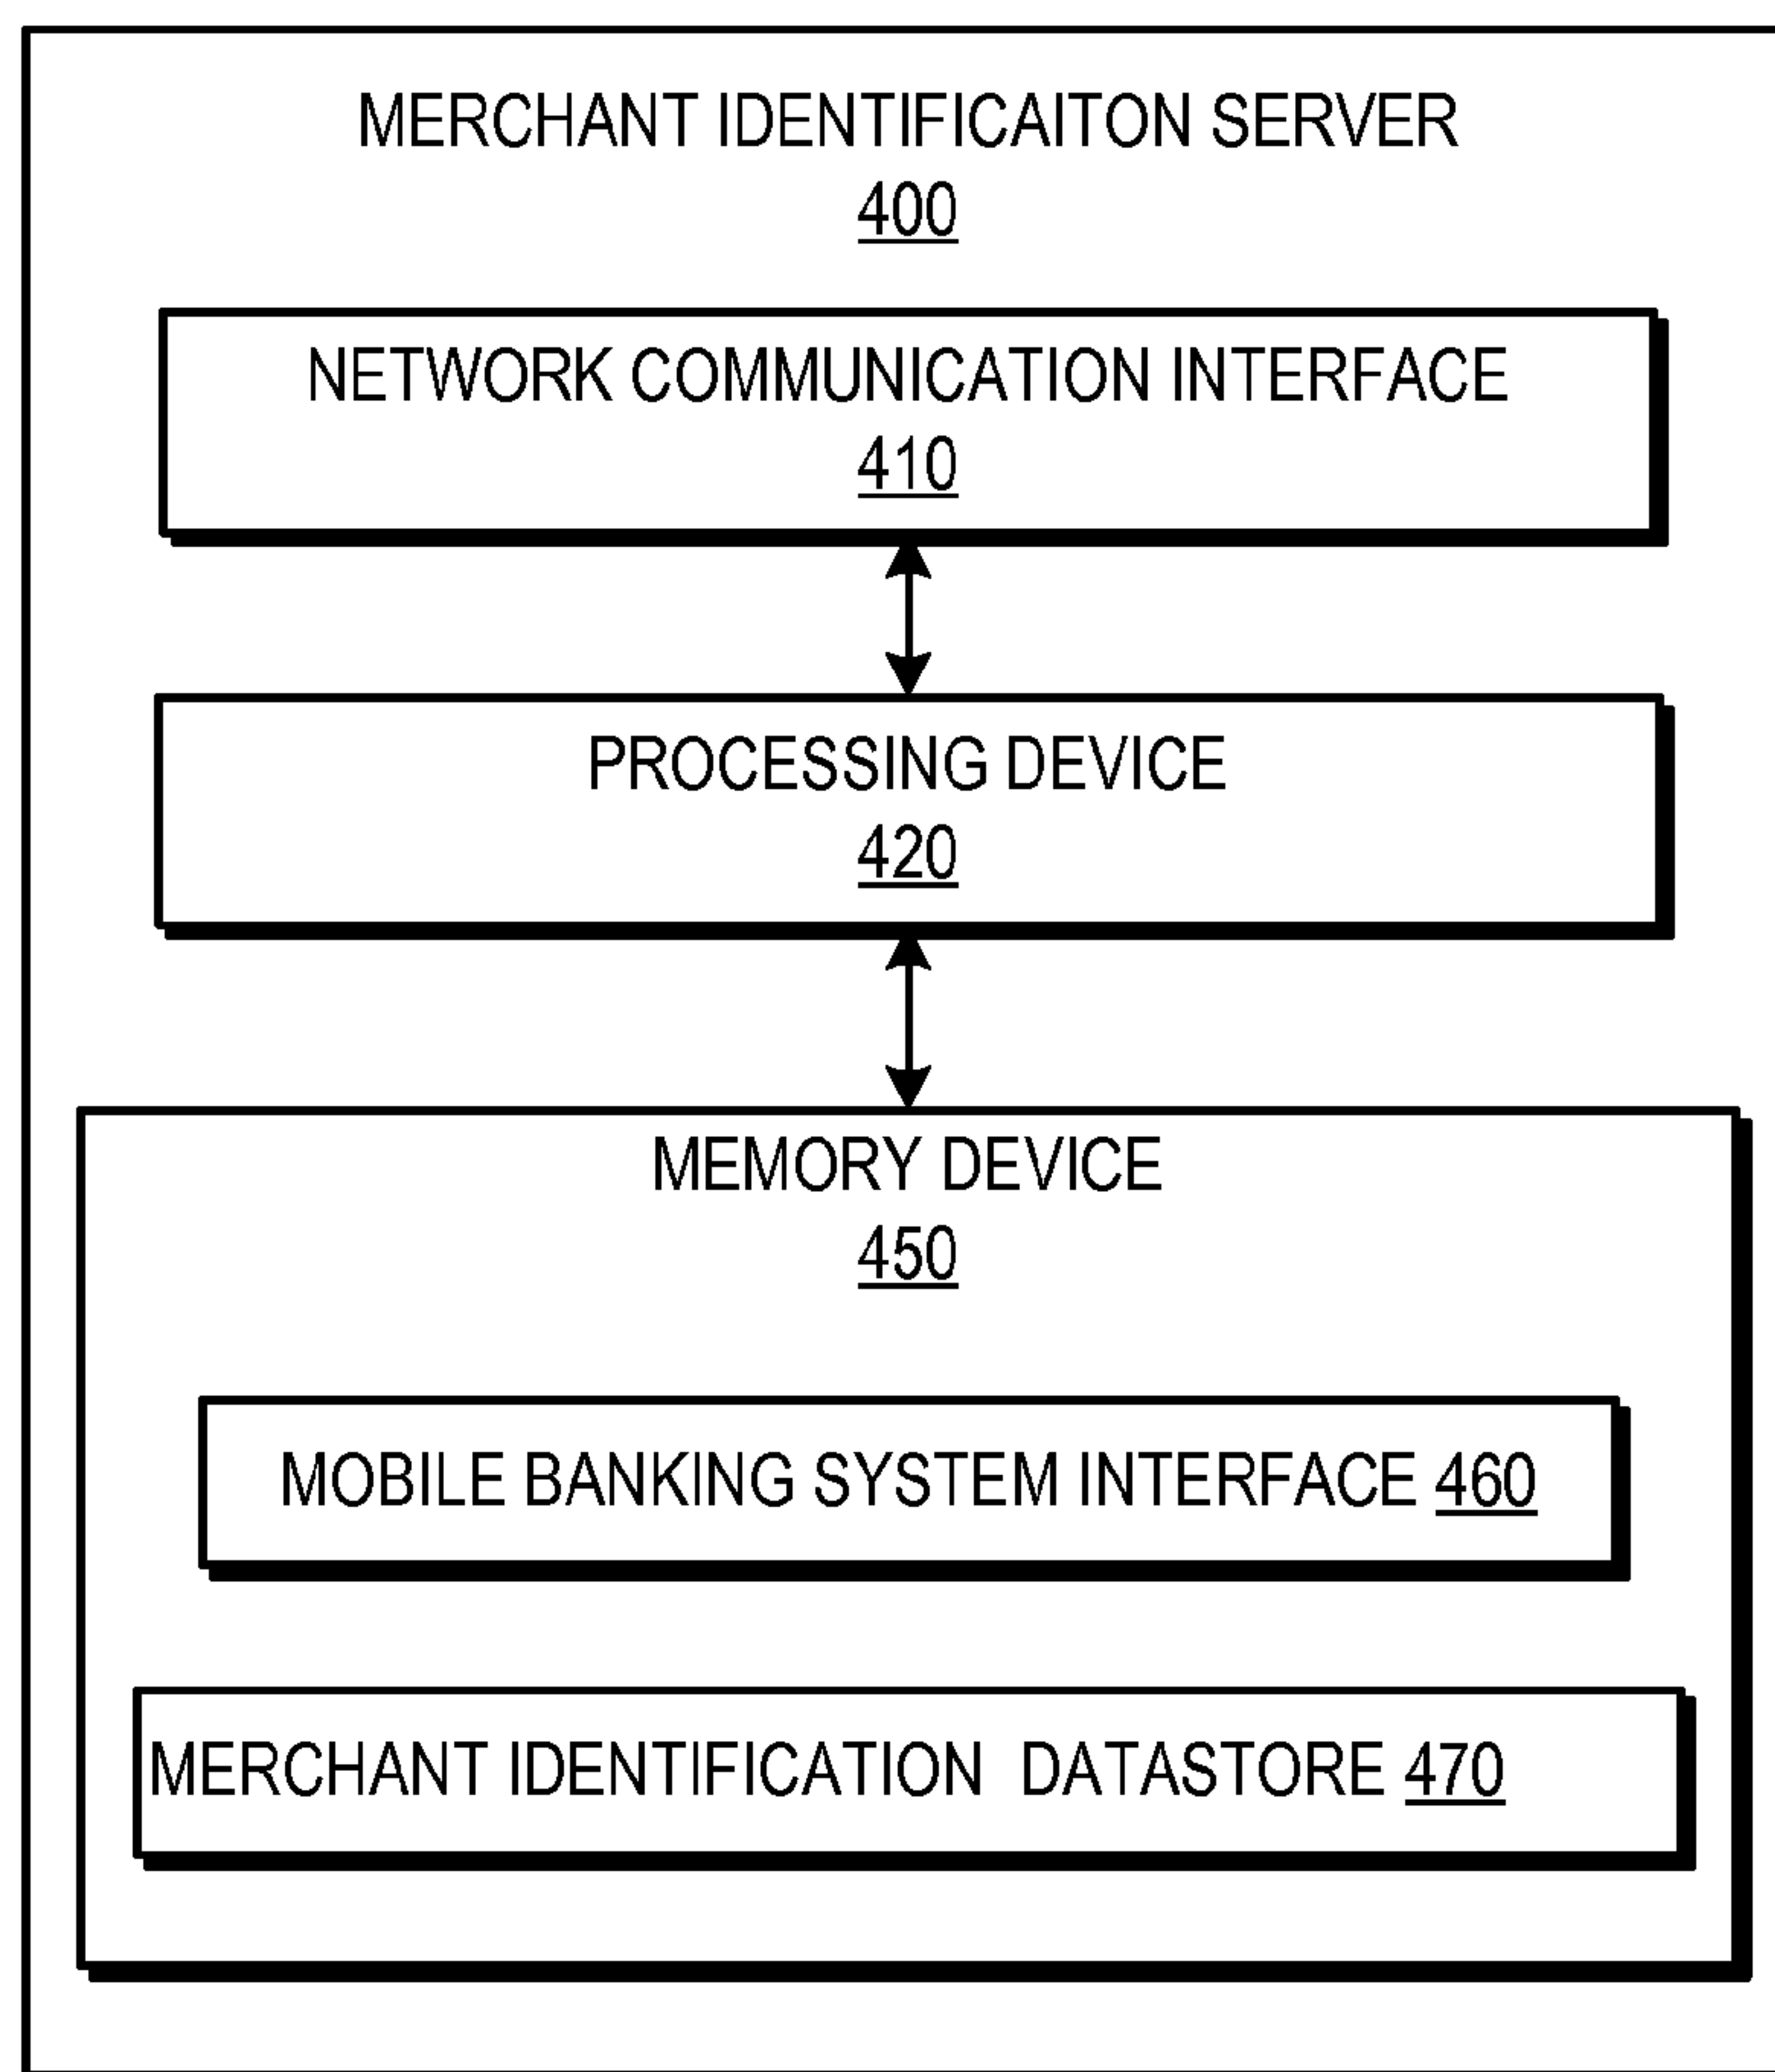 MERCHANT IDENTIFICAITON SERVER
400
NETWORK COMMUNICATION INTERFACE
410
PROCESSING DEVICE
420
MEMORY DEVICE
450
MOBILE BANKING SYSTEM INTERFACE 460
MERCHANT IDENTIFICATION DATASTORE 470